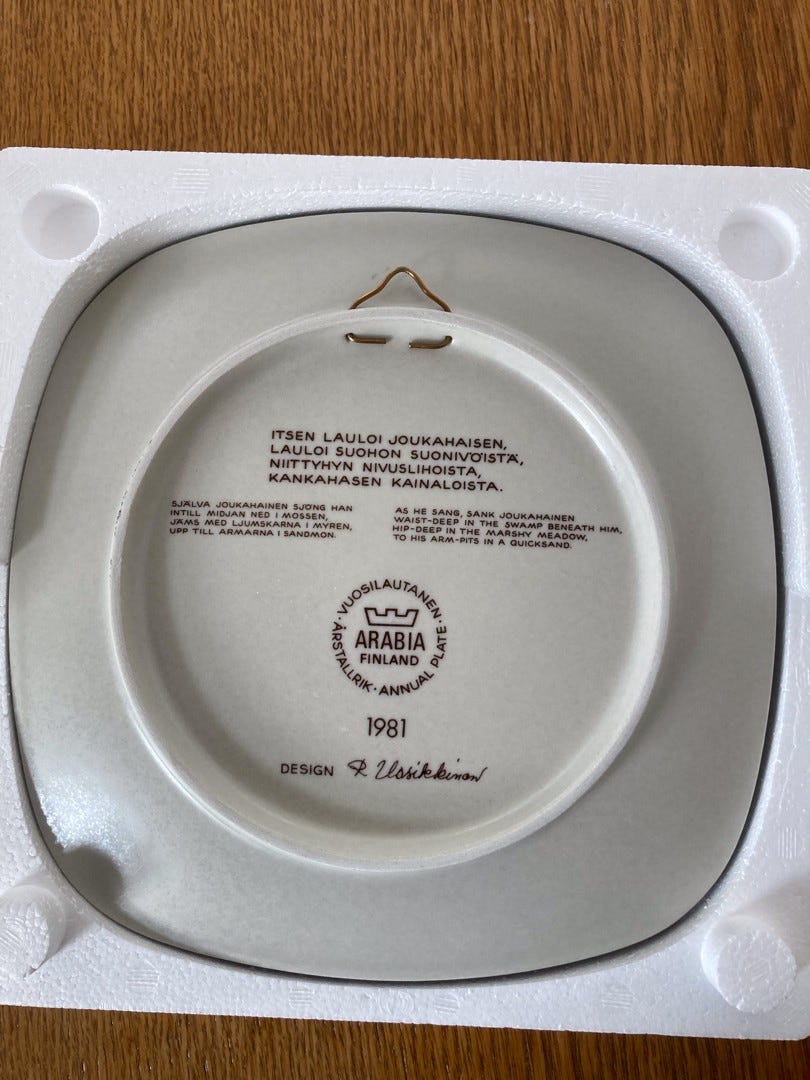 ITSEN LAULOI JOUKAHAISEN,
LAULOI SUOHON SUONIVÖISTÄ,
NIITTYHYN NIVUSLIHOISTA,
KANKAHASEN KAINALOISTA.
SJÄLVA JOUKAHAINEN SJÖNG HAN
INTILL MIDJAN NED I MOSSEN,
JÄMS MED LJUMSKARNA I MYREN,
UPP TILL ARMARNA I SANDMON.
AS HE SANG, SANK JOUKAHAINEN
WAIST-DEEP IN THE SWAMP BENEATH HIM,
HIP-DEEP IN THE MARSHY MEADOW,
TO HIS ARM-PITS IN A QUICKSAND.
· VUOSILAUTANEN · ANNUAL PLATE · ÅRSTALLRIK
ARABIA
FINLAND
1981
DESIGN R Uosikkinen